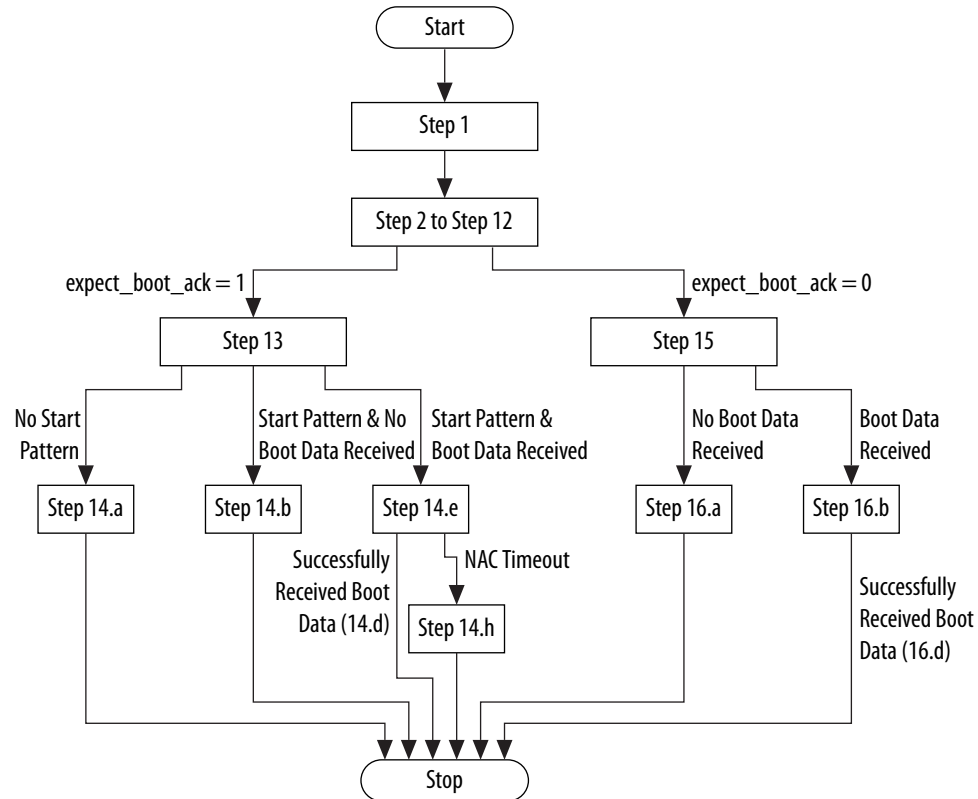 Start
Step 1
Step 2 to Step 12
expect_boot_ack = 1
expect_boot_ack = 0
Step 13
Step 15
No Start
Pattern
Start Pattern & No
Boot Data Received
Start Pattern &
Boot Data Received
No Boot Data
Received
Boot Data
Received
Step 14.a
Step 14.b
Step 14.e
Step 16.a
Step 16.b
Successfully
Received Boot
Data (14.d)
NAC Timeout
Step 14.h
Successfully
Received Boot
Data (16.d)
Stop